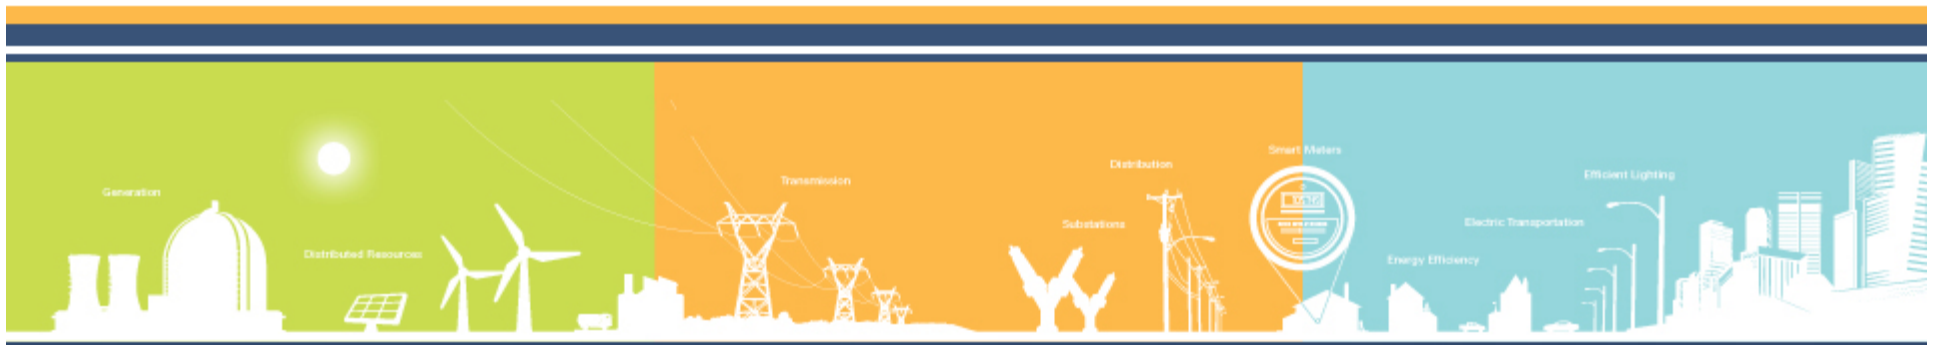 Generation
Distributed Resources
Transmission
Substations
Distribution
Smart Meters
Energy Efficiency
Electric Transportation
Efficient Lighting